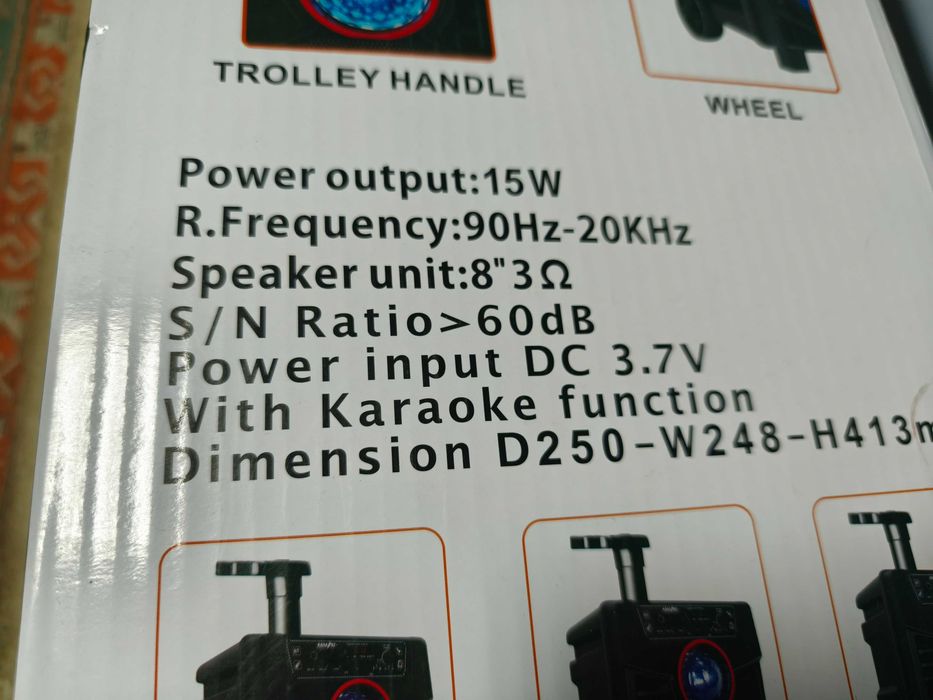 TROLLEY HANDLE
WHEEL
Power output:15W
R.Frequency:90Hz-20KHz
Speaker unit:8"3Ω
S/N Ratio>60dB
Power input DC 3.7V
With Karaoke function
Dimension D250-W248-H413m